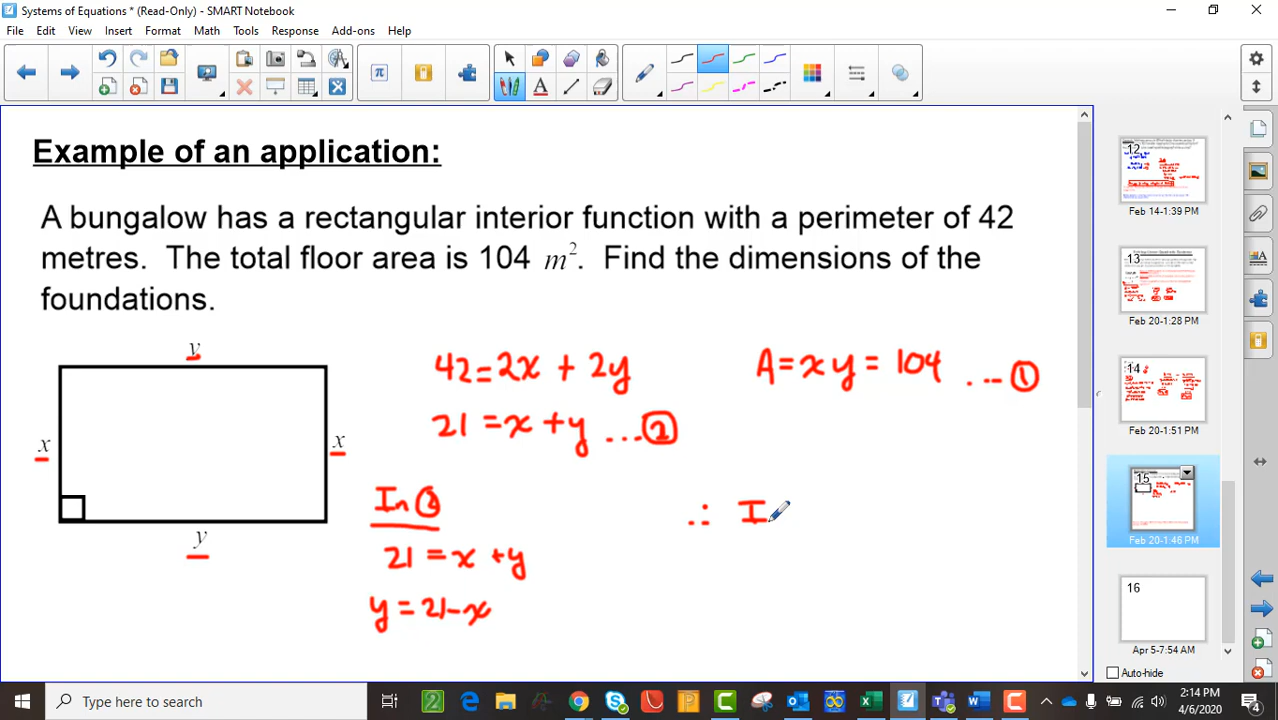 Systems of Equations * (Read-Only) - SMART Notebook
File Edit View Insert Format Math Tools Response Add-ons Help
Example of an application:
A bungalow has a rectangular interior function with a perimeter of 42
metres. The total floor area is 104 m². Find the dimensions of the
foundations.
y
42=2x + 2y
A=xy = 104 ...①
21 =x+y ...②
x
x
In ②
∴ I
y
21 = x +y
y = 21-x
12
Feb 14-1:39 PM
13
Feb 20-1:28 PM
14
Feb 20-1:51 PM
15
Feb 20-1:46 PM
16
Apr 5-7:54 AM
Auto-hide
Type here to search
2:14 PM
4/6/2020